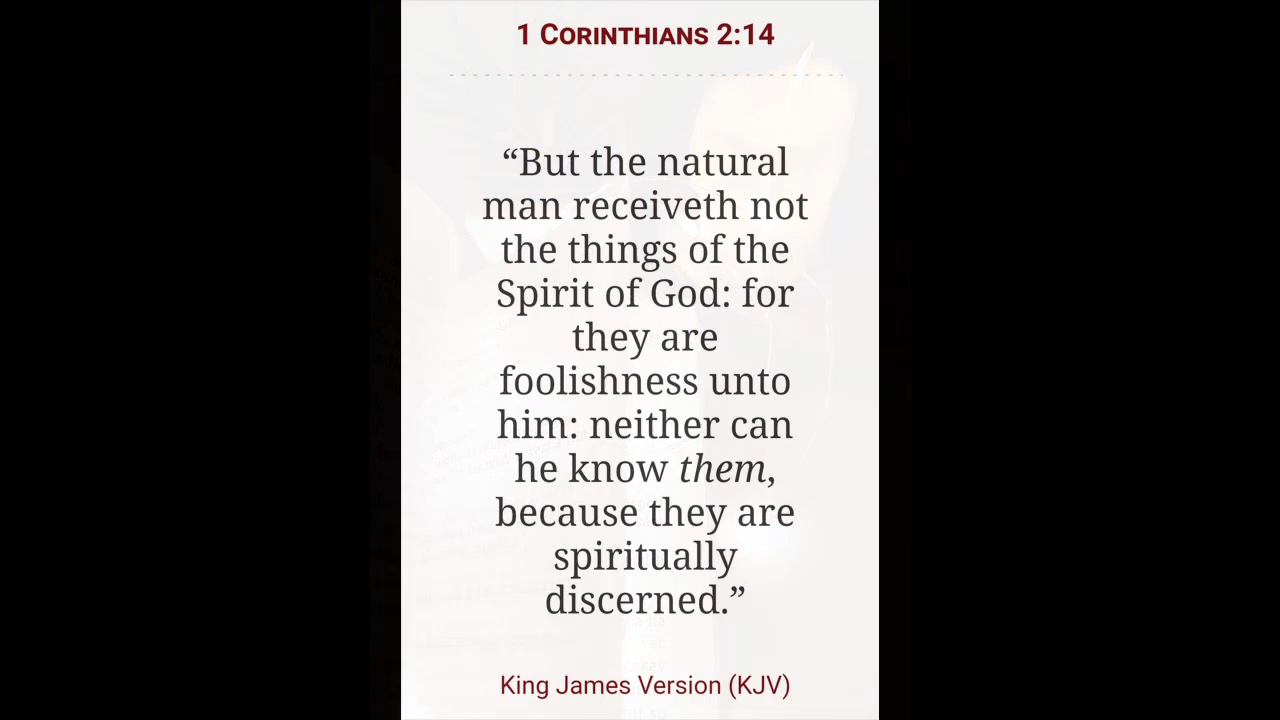 1 Corinthians 2:14
“But the natural
man receiveth not
the things of the
Spirit of God: for
they are
foolishness unto
him: neither can
he know them,
because they are
spiritually
discerned.”
King James Version (KJV)